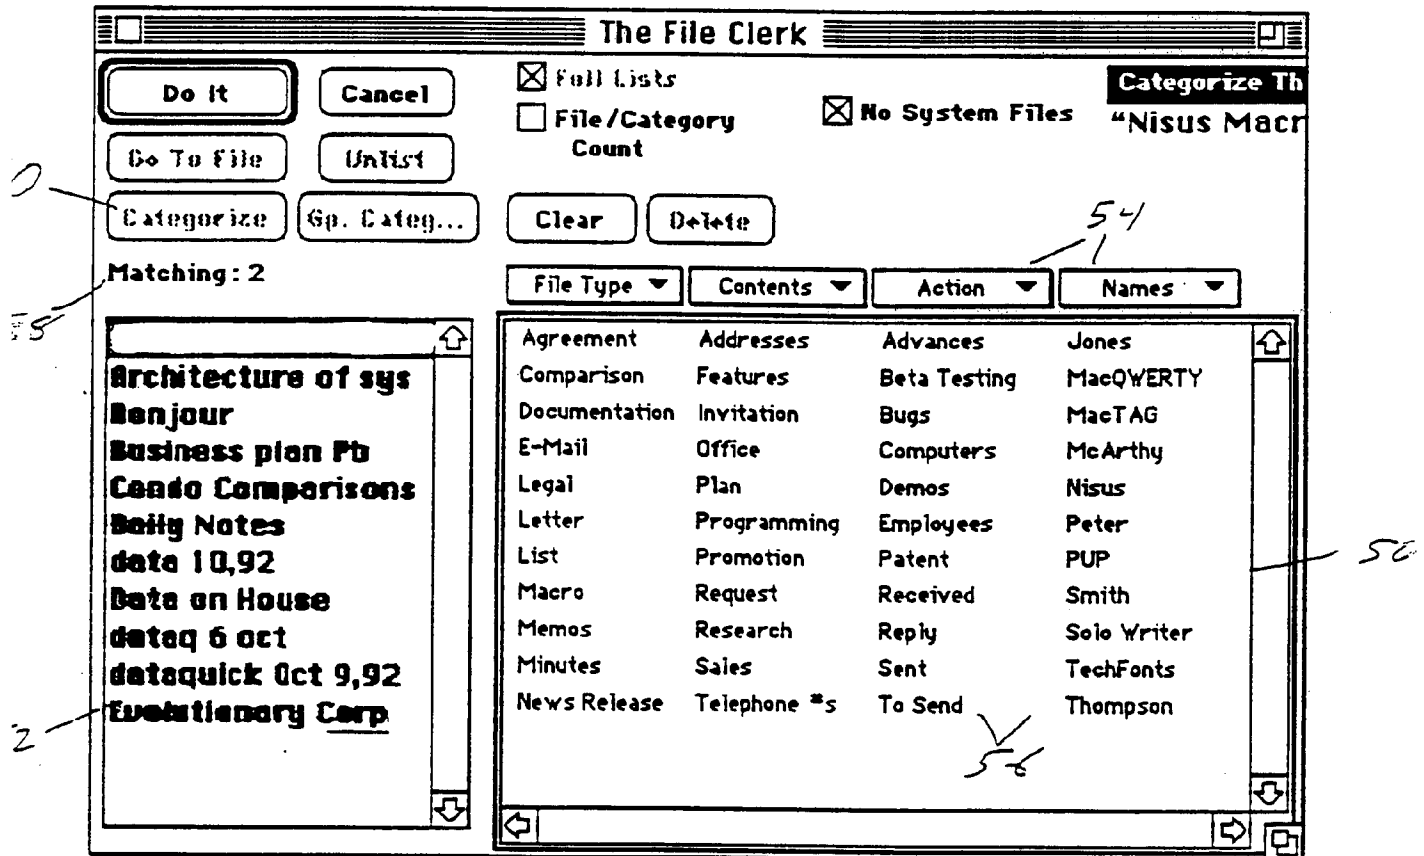 The File Clerk
Do It
Cancel
Full Lists
Categorize Th
File/Category
Count
No System Files
"Nisus Macr
Go To File
Unlist
Categorize
Gp. Categ...
Clear
Delete
54
Matching: 2
File Type
Contents
Action
Names
Agreement Addresses Advances Jones
Architecture of sys
Comparison Features Beta Testing MacQWERTY
Bonjour
Documentation Invitation Bugs MacTAG
Business plan Pb
E-Mail Office Computers McArthy
Condo Comparisons
Legal Plan Demos Nisus
Daily Notes
Letter Programming Employees Peter
data 10,92
List Promotion Patent PUP
50
Data on House
Macro Request Received Smith
dataq 6 oct
Memos Research Reply Solo Writer
dataquick Oct 9,92
Minutes Sales Sent TechFonts
Evolutionary Corp
News Release Telephone #s To Send Thompson
2
56